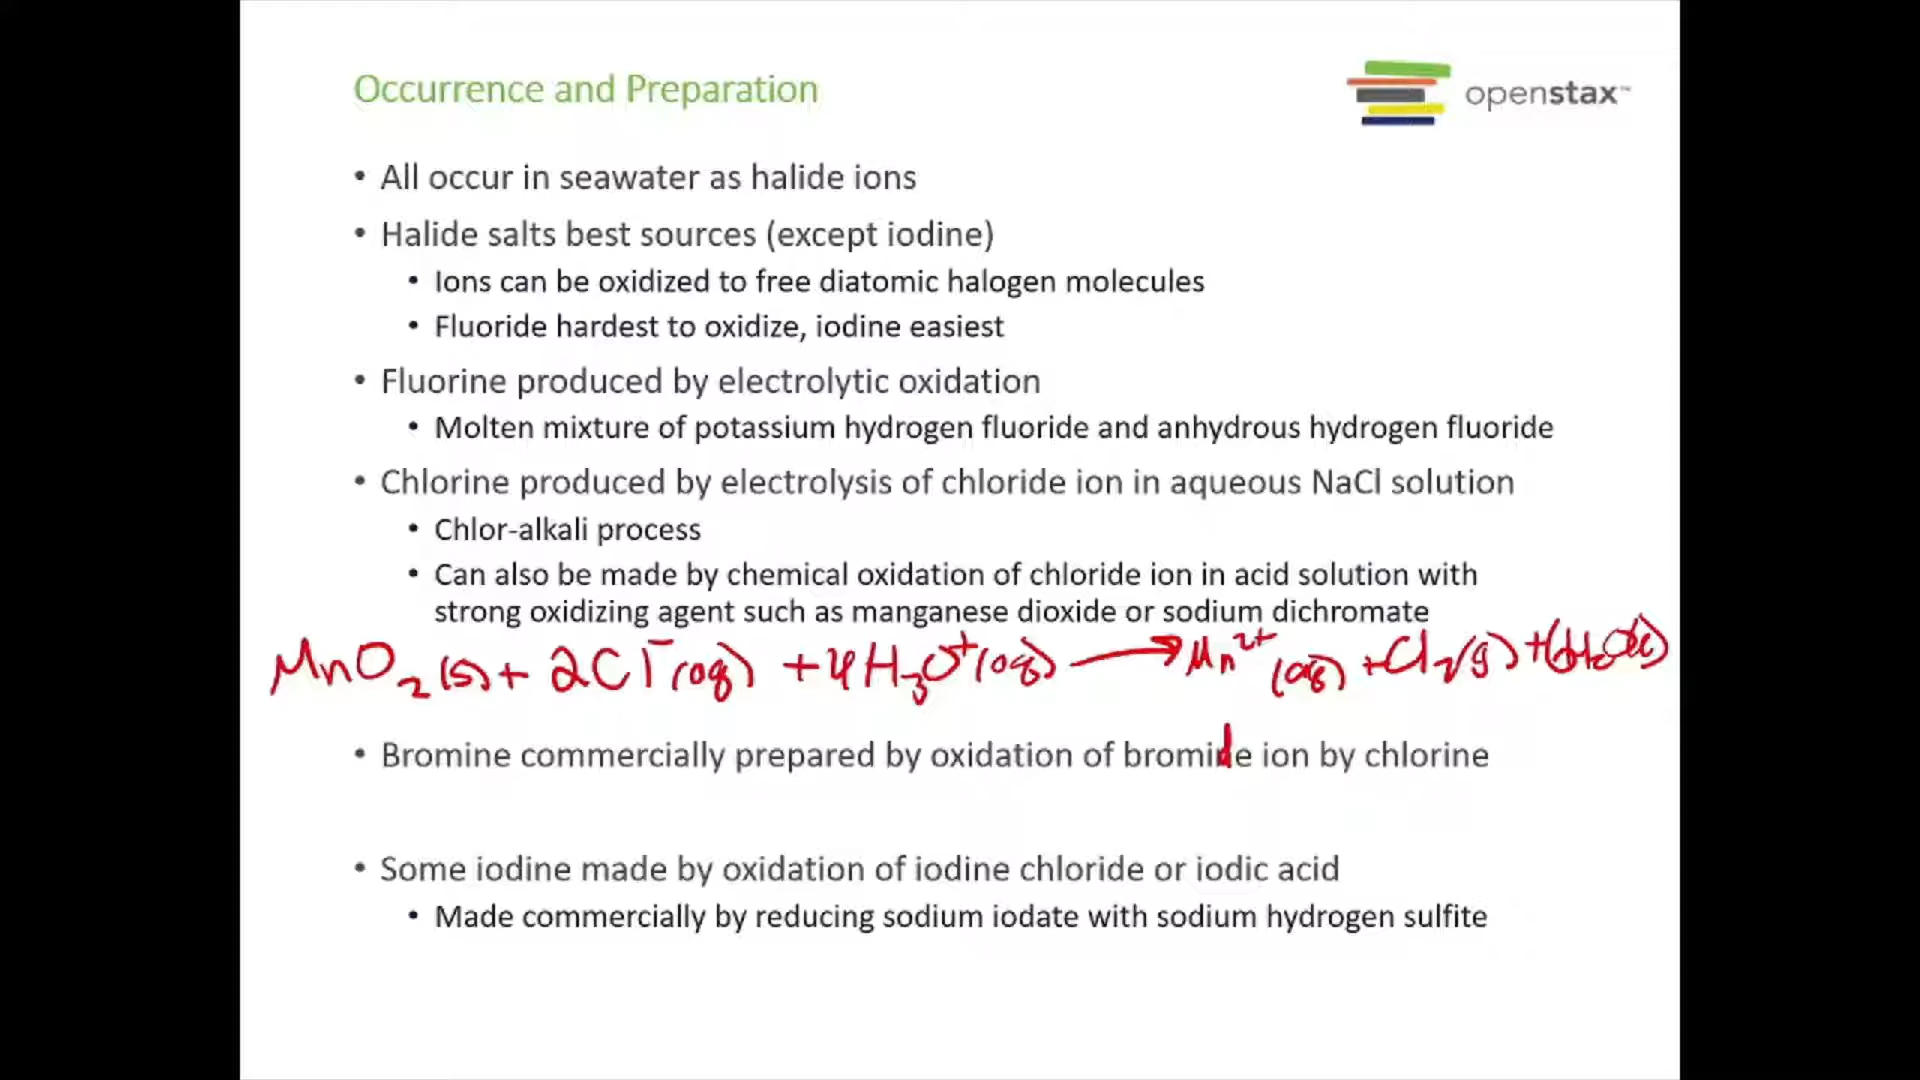 Occurrence and Preparation
openstax™
• All occur in seawater as halide ions
• Halide salts best sources (except iodine)
• Ions can be oxidized to free diatomic halogen molecules
• Fluoride hardest to oxidize, iodine easiest
• Fluorine produced by electrolytic oxidation
• Molten mixture of potassium hydrogen fluoride and anhydrous hydrogen fluoride
• Chlorine produced by electrolysis of chloride ion in aqueous NaCl solution
• Chlor-alkali process
• Can also be made by chemical oxidation of chloride ion in acid solution with
strong oxidizing agent such as manganese dioxide or sodium dichromate
MnO₂(s) + 2Cl⁻(aq) + 4H₃O⁺(aq) → Mn²⁺(aq) + Cl₂(g) +
• Bromine commercially prepared by oxidation of bromide ion by chlorine
• Some iodine made by oxidation of iodine chloride or iodic acid
• Made commercially by reducing sodium iodate with sodium hydrogen sulfite